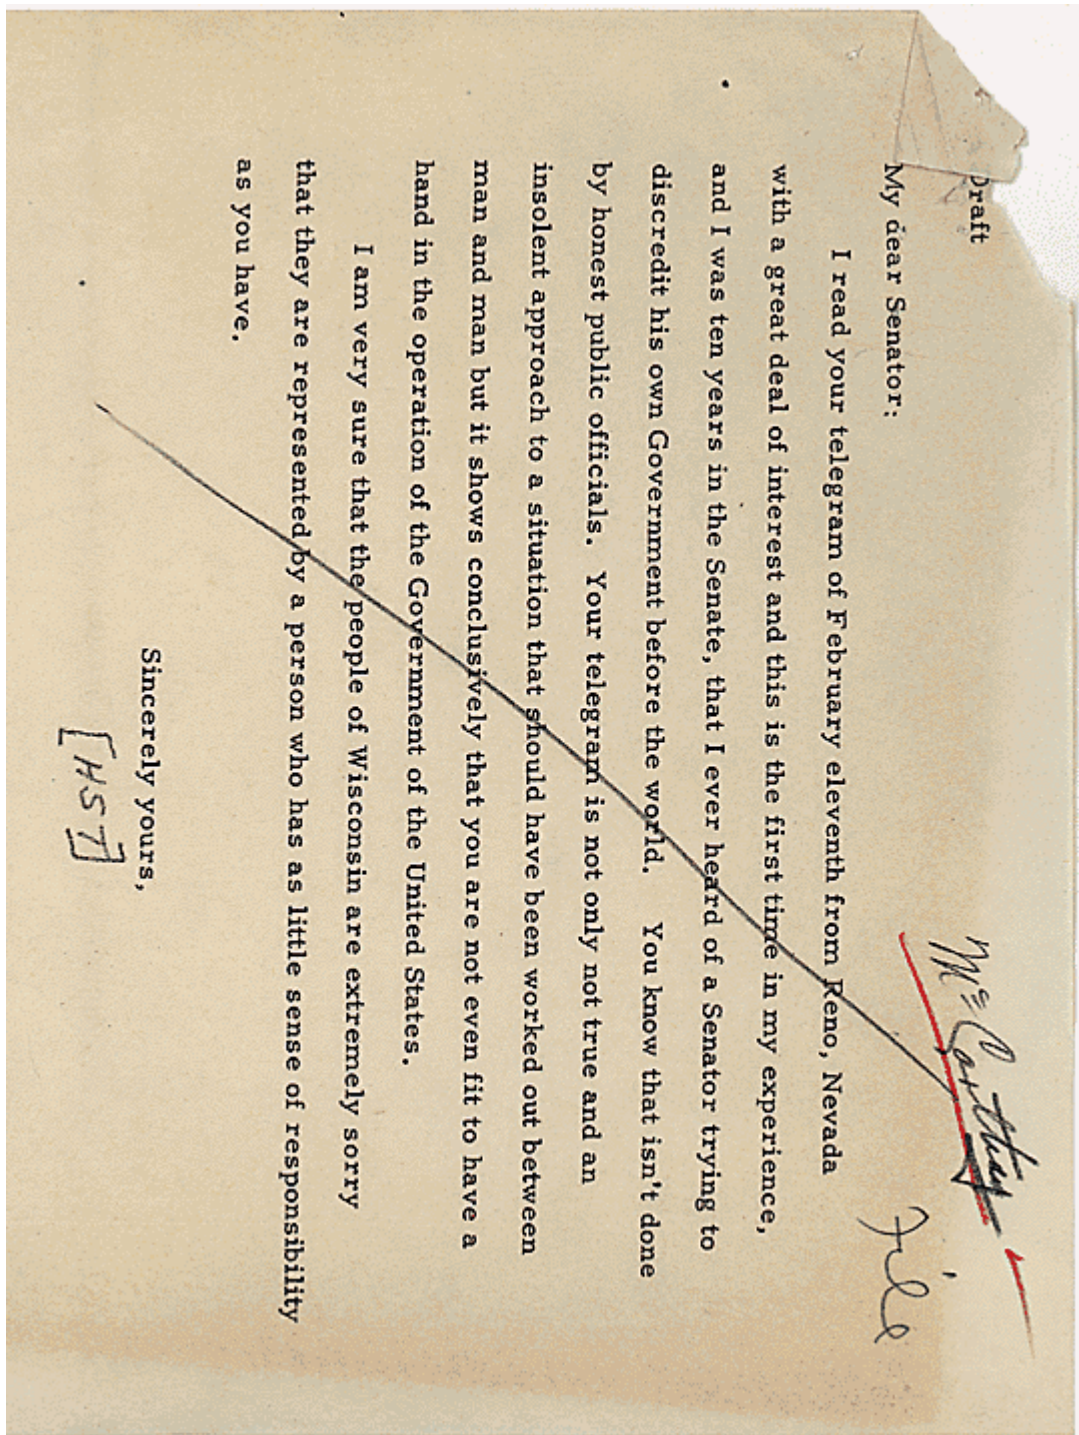 Draft
McCarthy
File
My dear Senator:
I read your telegram of February eleventh from Reno, Nevada
with a great deal of interest and this is the first time in my experience,
and I was ten years in the Senate, that I ever heard of a Senator trying to
discredit his own Government before the world. You know that isn't done
by honest public officials. Your telegram is not only not true and an
insolent approach to a situation that should have been worked out between
man and man but it shows conclusively that you are not even fit to have a
hand in the operation of the Government of the United States.
I am very sure that the people of Wisconsin are extremely sorry
that they are represented by a person who has as little sense of responsibility
as you have.
Sincerely yours,
[HST]